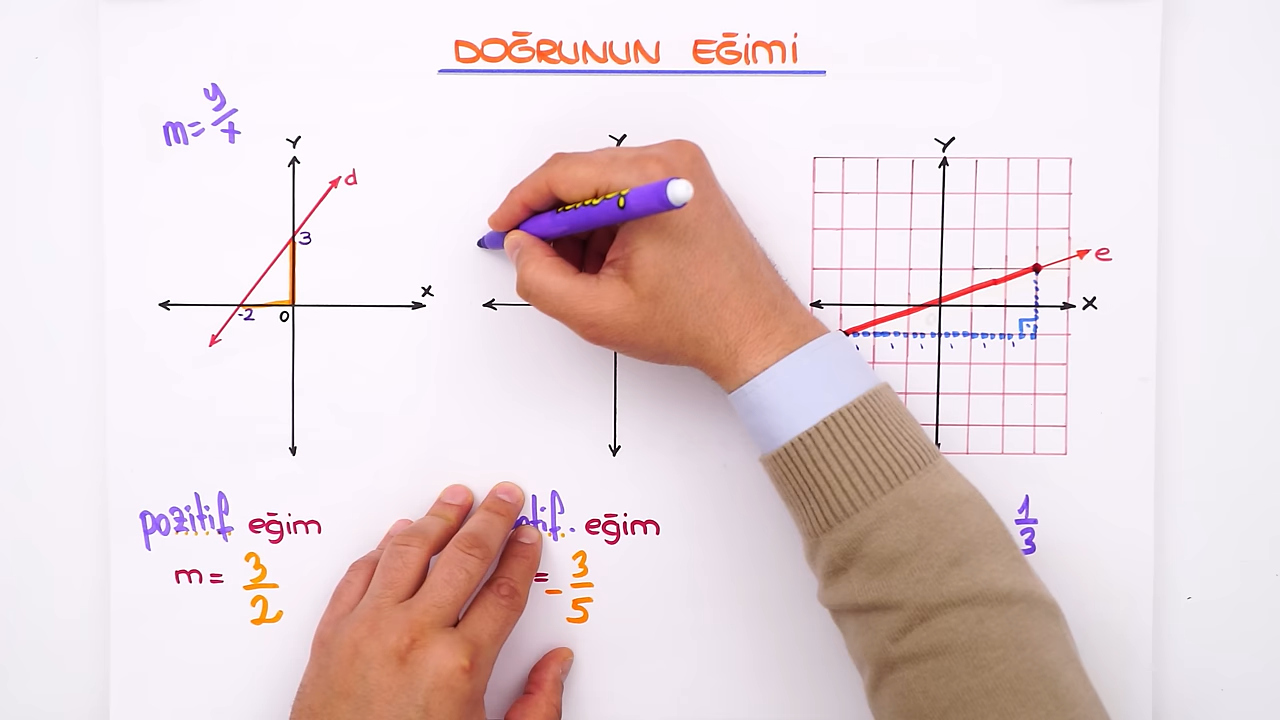 DOĞRUNUN EĞİMİ
m = y/x
Y
d
3
-2
0
X
Y
Y
e
X
pozitif eğim
m = 3/2
eğim
= - 3/5
1/3